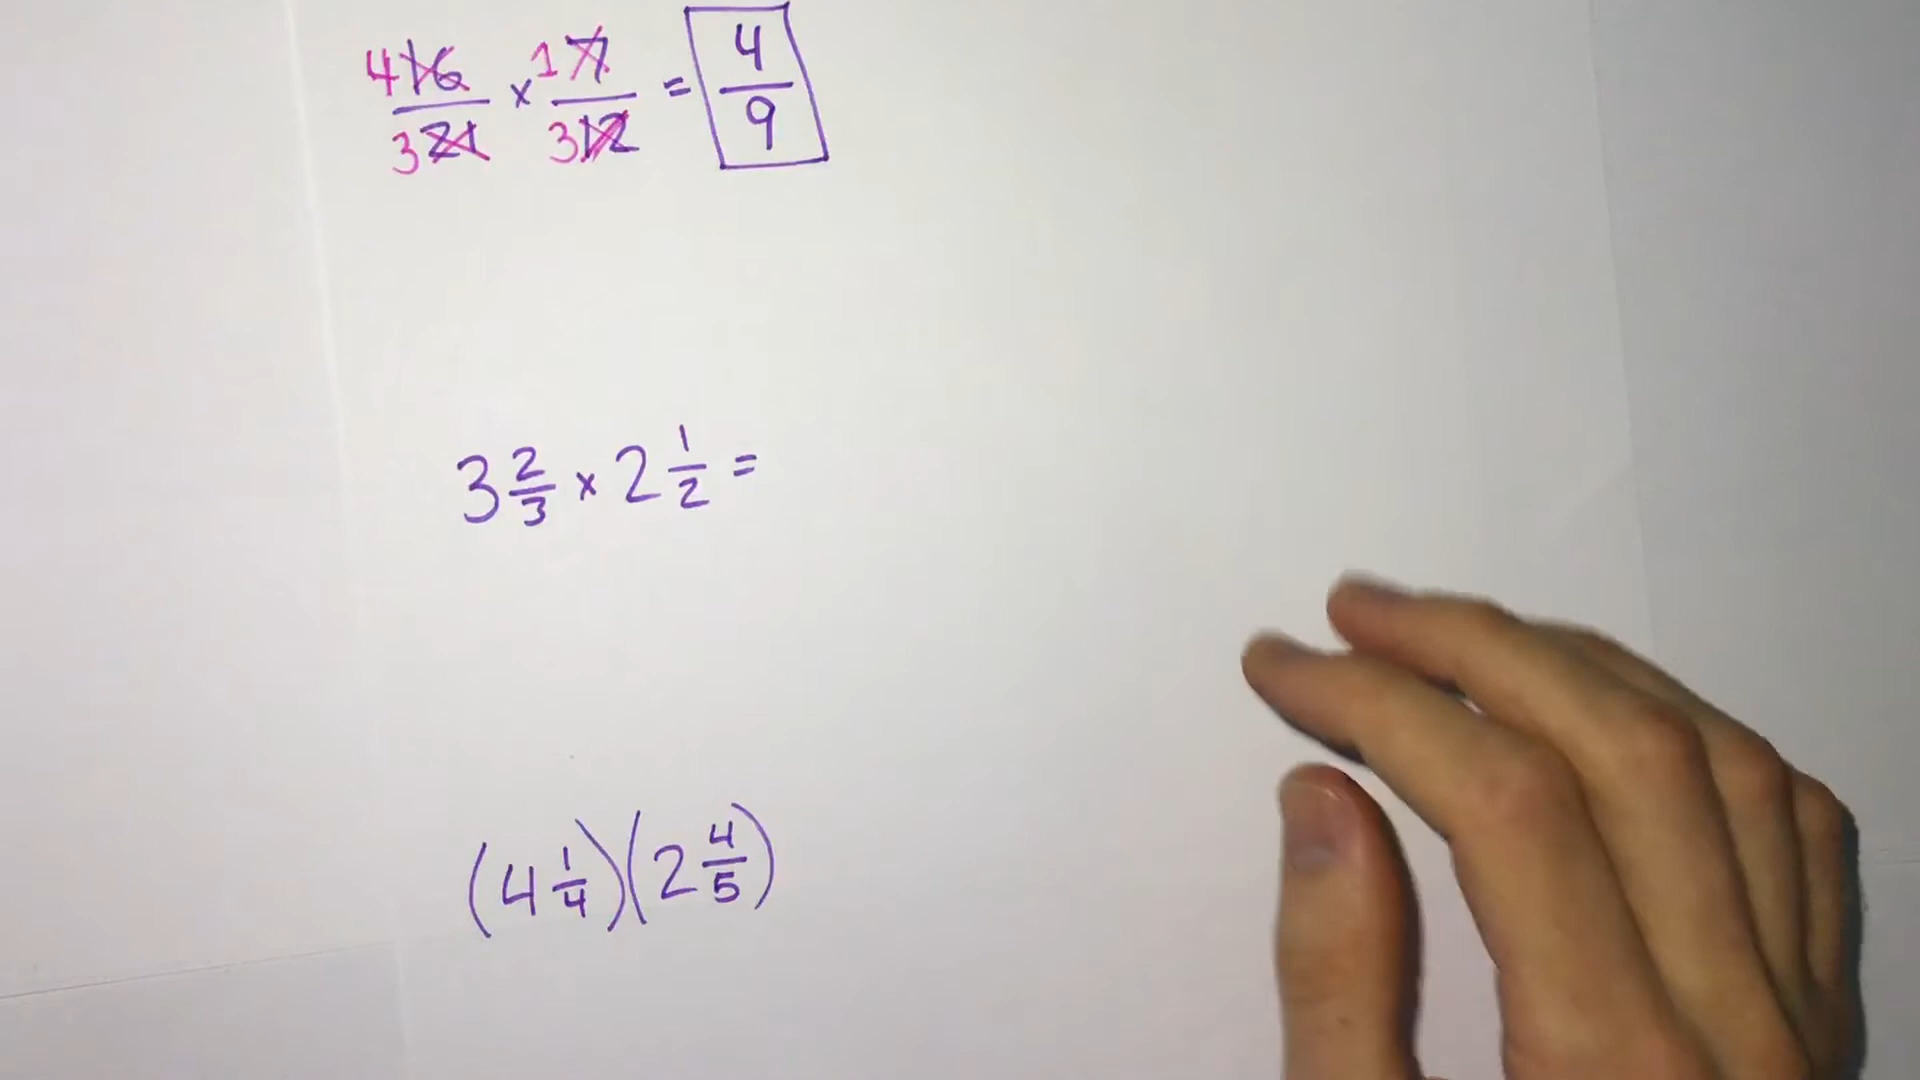 4 16/3 21 × 1 7/3 12 = 4/9
3 2/3 × 2 1/2 =
(4 1/4)(2 4/5)